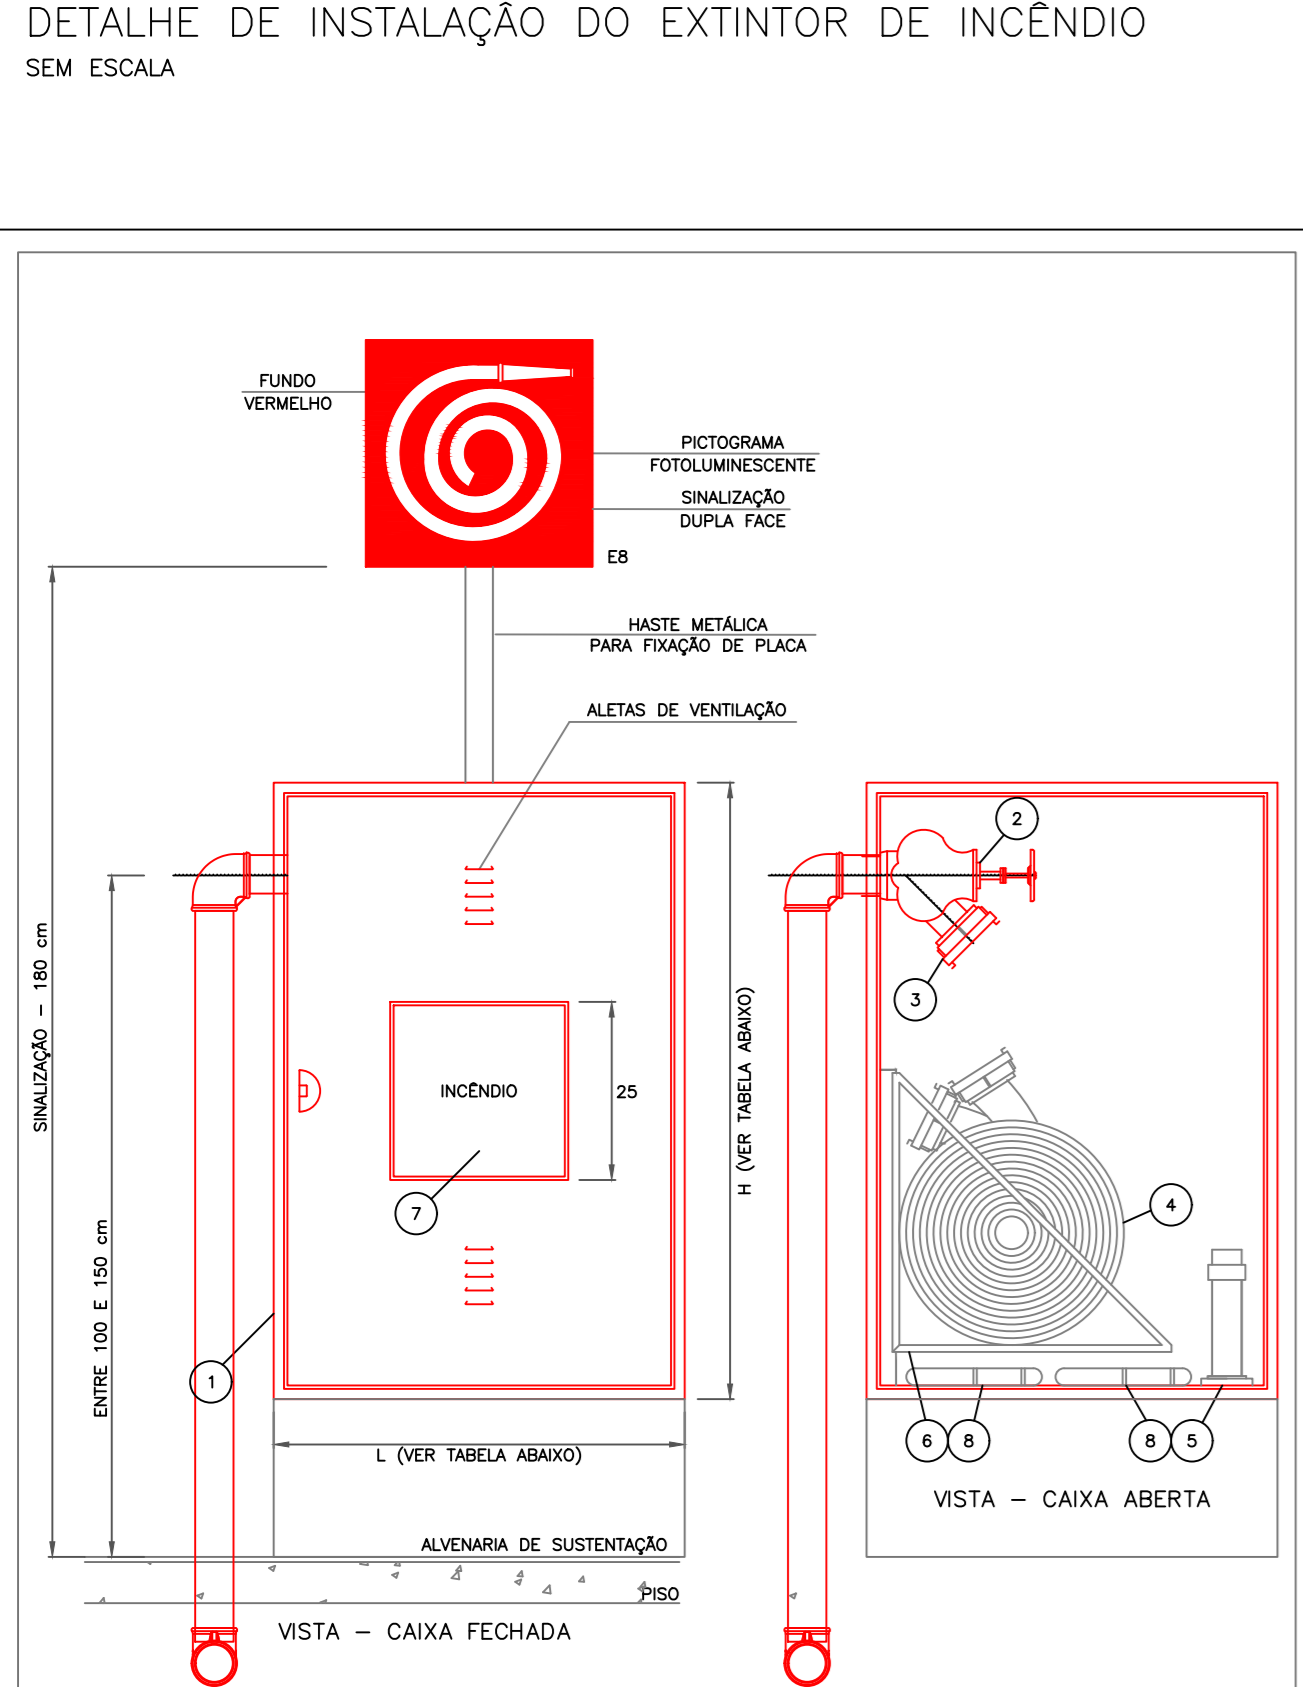 DETALHE DE INSTALAÇÃO DO EXTINTOR DE INCÊNDIO
SEM ESCALA
FUNDO
VERMELHO
PICTOGRAMA
FOTOLUMINESCENTE
SINALIZAÇÃO
DUPLA FACE
E8
HASTE METÁLICA
PARA FIXAÇÃO DE PLACA
ALETAS DE VENTILAÇÃO
SINALIZAÇÃO – 180 cm
ENTRE 100 E 150 cm
INCÊNDIO
25
7
1
H (VER TABELA ABAIXO)
L (VER TABELA ABAIXO)
ALVENARIA DE SUSTENTAÇÃO
PISO
VISTA – CAIXA FECHADA
2
3
4
6
8
8
5
VISTA – CAIXA ABERTA